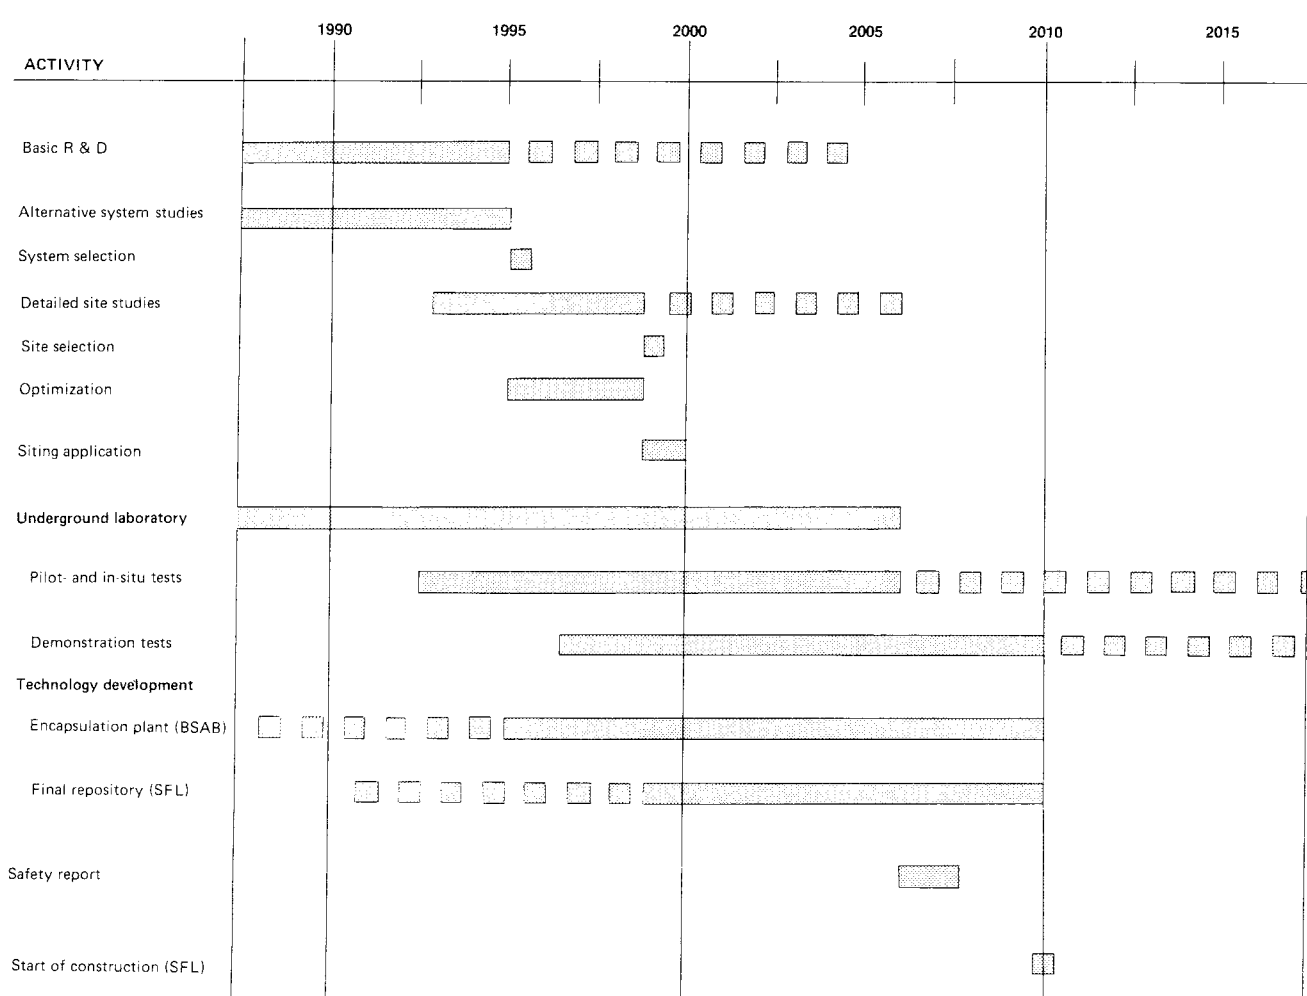 1990 1995 2000 2005 2010 2015
ACTIVITY
Basic R & D
Alternative system studies
System selection
Detailed site studies
Site selection
Optimization
Siting application
Underground laboratory
Pilot- and in-situ tests
Demonstration tests
Technology development
Encapsulation plant (BSAB)
Final repository (SFL)
Safety report
Start of construction (SFL)